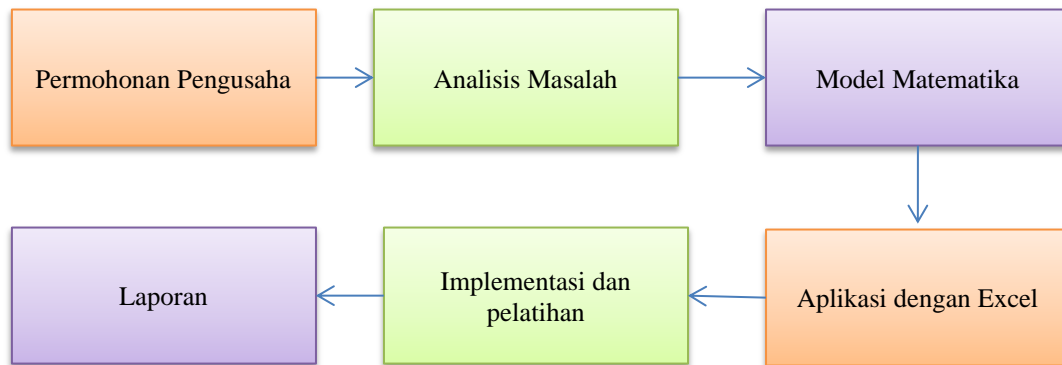 Permohonan Pengusaha
Analisis Masalah
Model Matematika
Aplikasi dengan Excel
Implementasi dan
pelatihan
Laporan